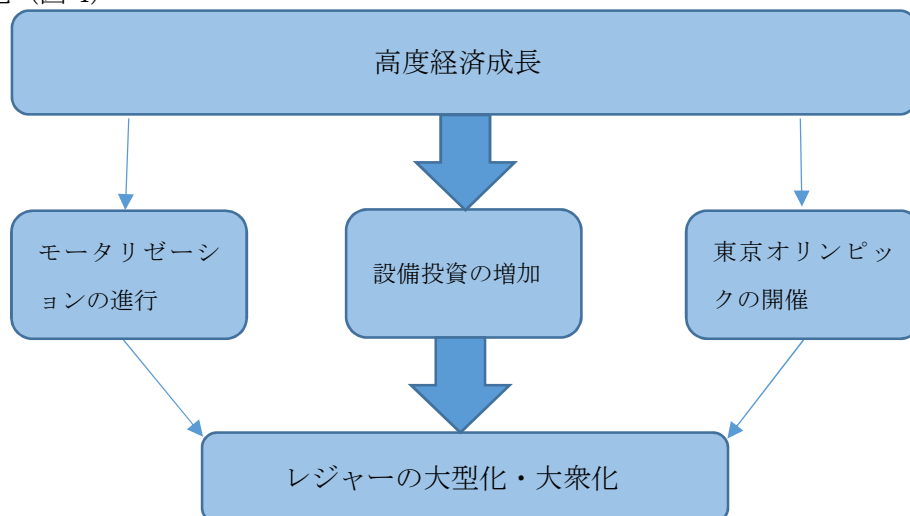 (図 4)
高度経済成長
モータリゼーシ
ョンの進行
設備投資の増加
東京オリンピッ
クの開催
レジャーの大型化・大衆化